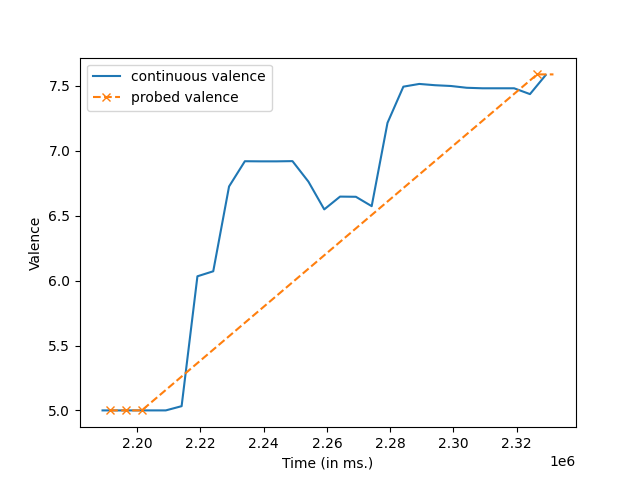 continuous valence
probed valence
7.5
7.0
6.5
6.0
5.5
5.0
Valence
2.20 2.22 2.24 2.26 2.28 2.30 2.32
1e6
Time (in ms.)